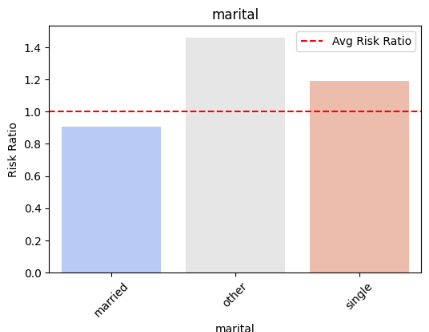 marital
Avg Risk Ratio
Risk Ratio
1.4
1.2
1.0
0.8
0.6
0.4
0.2
0.0
married
other
single
marital